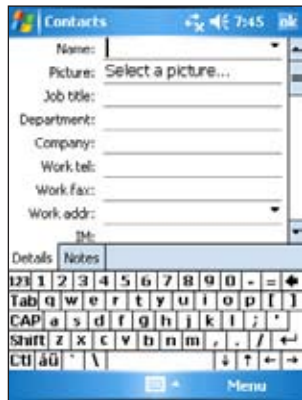 Contacts 7:45 ok
Name:
Picture: Select a picture...
Job title:
Department:
Company:
Work tel:
Work fax:
Work addr:
IM:
Details Notes
123 1 2 3 4 5 6 7 8 9 0 - =
Tab q w e r t y u i o p [ ]
CAP a s d f g h j k l ; '
Shift z x c v b n m , . /
Ctl áü ` \
Menu